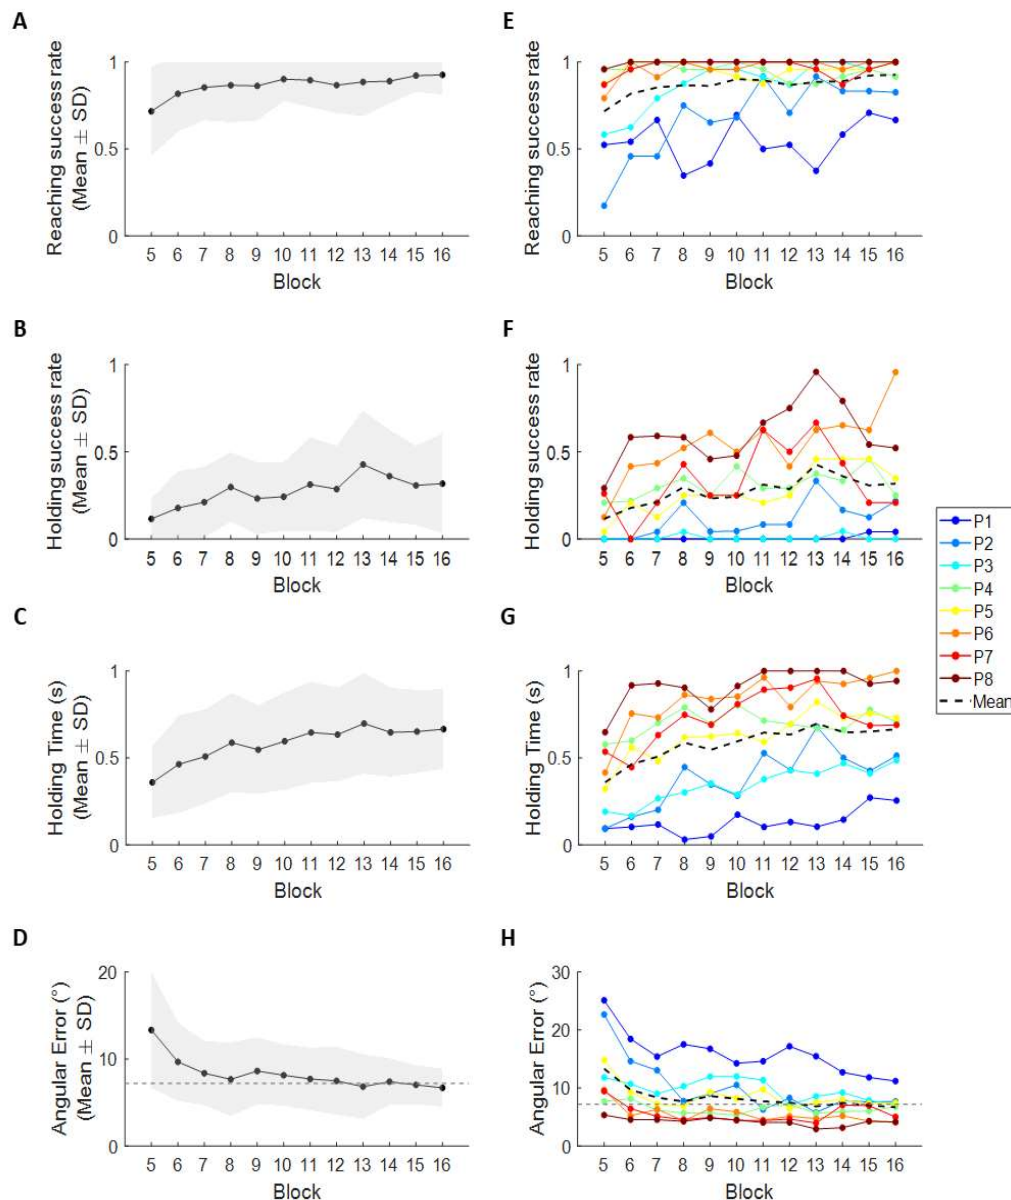 A
Reaching success rate
(Mean ± SD)
1
0.5
0
5 6 7 8 9 10 11 12 13 14 15 16
Block
E
Reaching success rate
1
0.5
0
5 6 7 8 9 10 11 12 13 14 15 16
Block
B
Holding success rate
(Mean ± SD)
1
0.5
0
5 6 7 8 9 10 11 12 13 14 15 16
Block
F
Holding success rate
1
0.5
0
5 6 7 8 9 10 11 12 13 14 15 16
Block
P1
P2
P3
P4
P5
P6
P7
P8
Mean
C
Holding Time (s)
(Mean ± SD)
1
0.5
0
5 6 7 8 9 10 11 12 13 14 15 16
Block
G
Holding Time (s)
1
0.5
0
5 6 7 8 9 10 11 12 13 14 15 16
Block
D
Angular Error (°)
(Mean ± SD)
20
10
0
5 6 7 8 9 10 11 12 13 14 15 16
Block
H
Angular Error (°)
30
20
10
0
5 6 7 8 9 10 11 12 13 14 15 16
Block